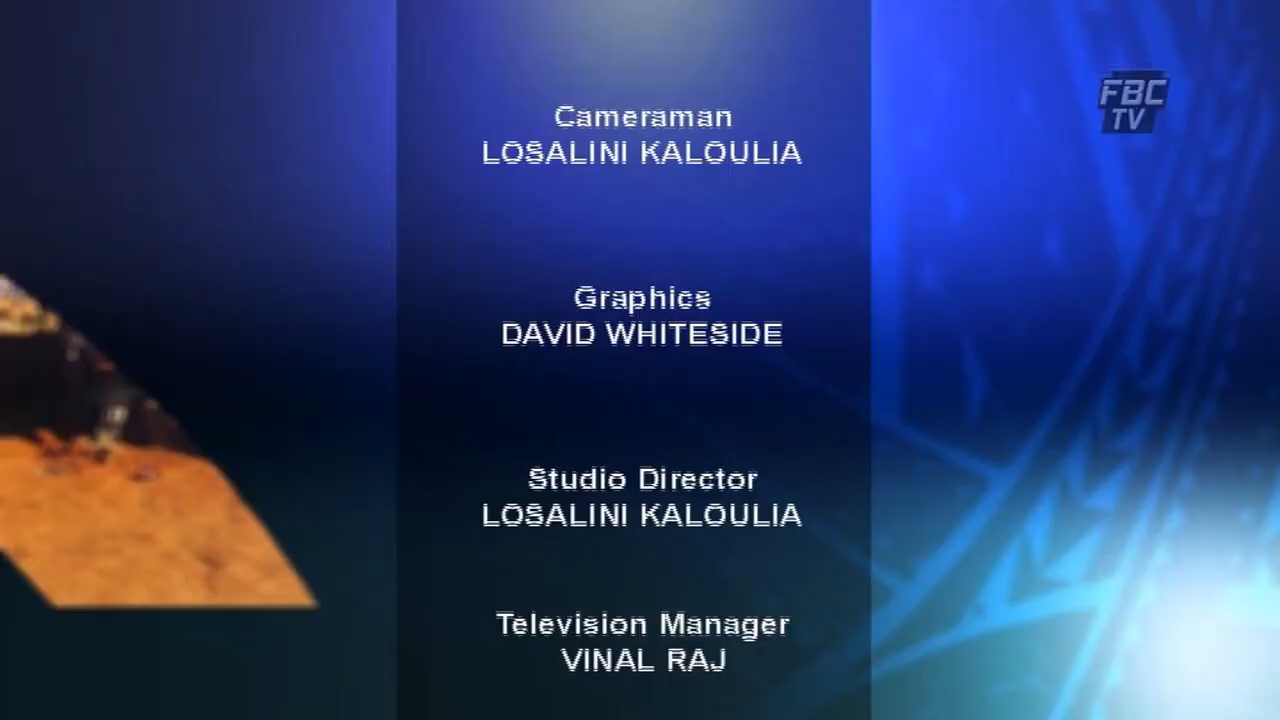 FBC
TV
Cameraman
LOSALINI KALOULIA
Graphics
DAVID WHITESIDE
Studio Director
LOSALINI KALOULIA
Television Manager
VINAL RAJ